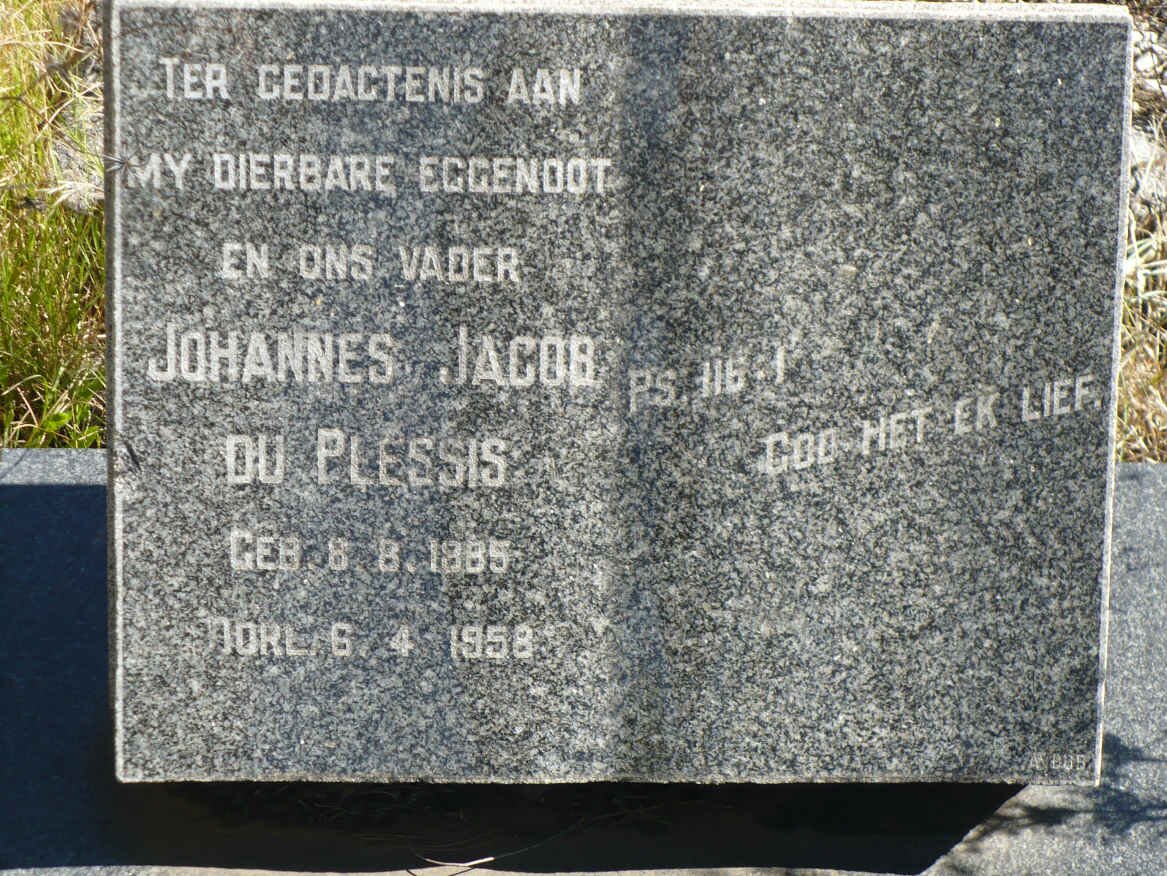 TER GEDACTENIS AAN
MY DIERBARE EGGENOOT
EN ONS VADER
JOHANNES JACOB
DU PLESSIS
GEB. 6. 8. 1885
OORL. 6 4 1958
PS. 116-1
GOD HET EK LIEF.